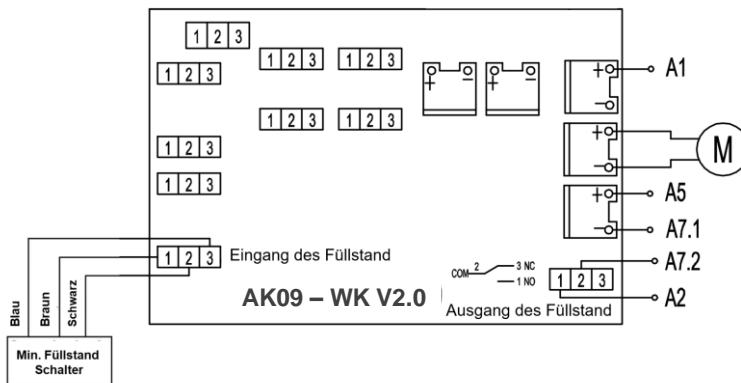 1 2 3
1 2 3
1 2 3
1 2 3
+ −
+ −
+
−
A1
1 2 3
1 2 3
1 2 3
+
−
M
1 2 3
+
−
A5
A7.1
1 2 3
Eingang des Füllstand
COM 2
3 NC
1 NO
1 2 3
A7.2
A2
AK09 – WK V2.0
Ausgang des Füllstand
Blau
Braun
Schwarz
Min. Füllstand
Schalter